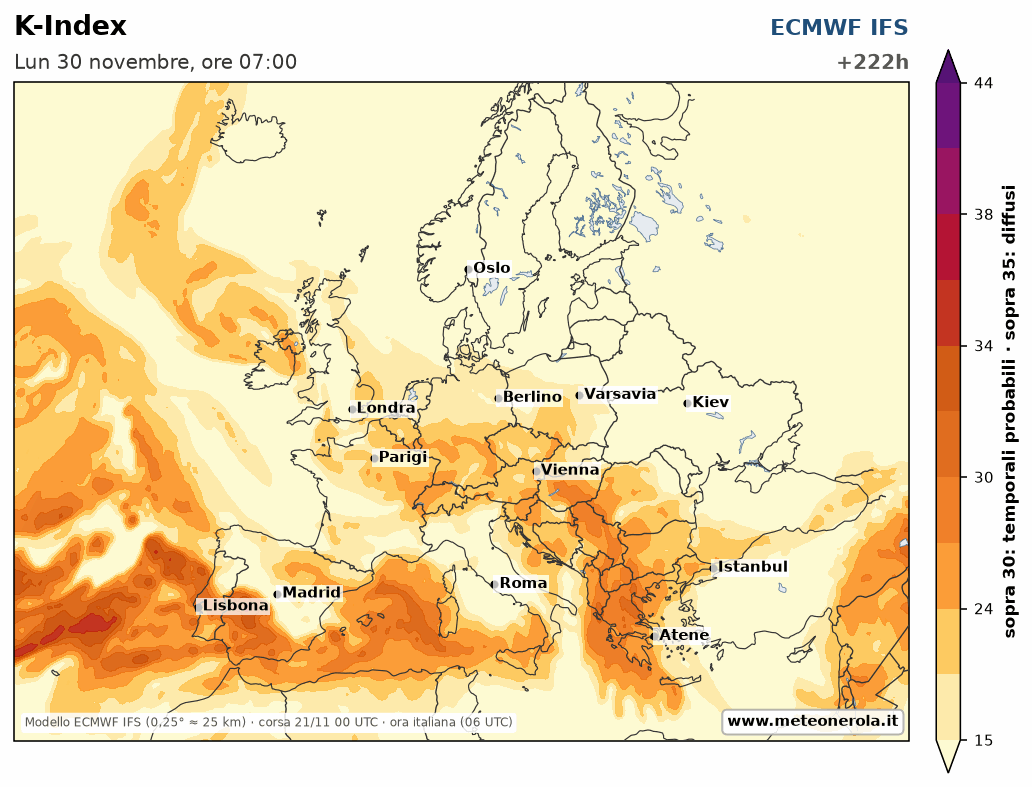 K-Index
ECMWF IFS
Lun 30 novembre, ore 07:00
+222h
44
38
34
30
24
15
sopra 30: temporali probabili · sopra 35: diffusi
Oslo
Berlino
Varsavia
Kiev
Londra
Parigi
Vienna
Istanbul
Roma
Madrid
Lisbona
Atene
Modello ECMWF IFS (0,25° ≈ 25 km) · corsa 21/11 00 UTC · ora italiana (06 UTC)
www.meteonerola.it